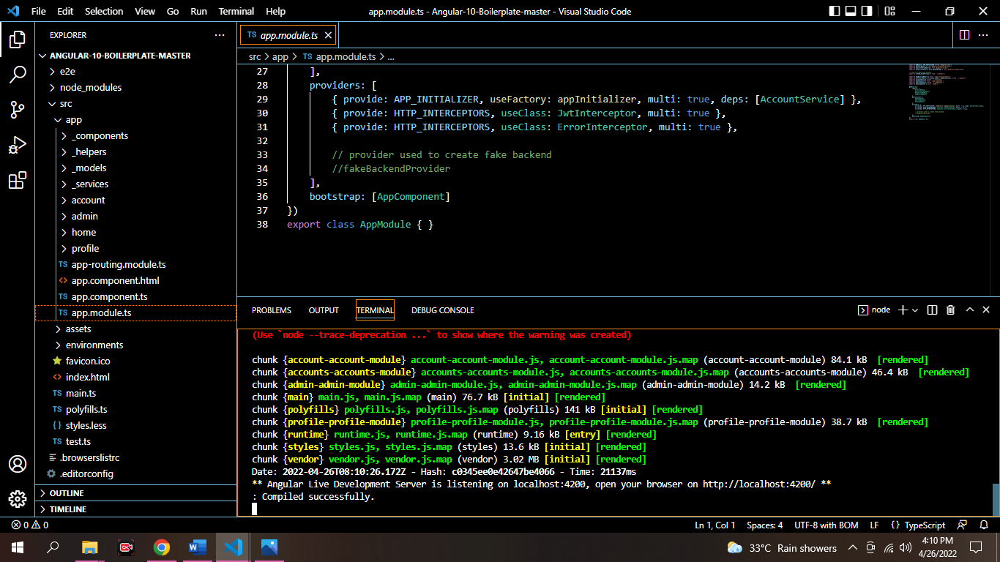 File Edit Selection View Go Run Terminal Help
app.module.ts - Angular-10-Boilerplate-master - Visual Studio Code
EXPLORER
ANGULAR-10-BOILERPLATE-MASTER
e2e
node_modules
src
app
_components
_helpers
_models
_services
account
admin
home
profile
TS app-routing.module.ts
<> app.component.html
TS app.component.ts
TS app.module.ts
assets
environments
favicon.ico
<> index.html
TS main.ts
TS polyfills.ts
{} styles.less
TS test.ts
.browserslistrc
.editorconfig
OUTLINE
TIMELINE
TS app.module.ts
src > app > TS app.module.ts > ...
27 ],
28 providers: [
29 { provide: APP_INITIALIZER, useFactory: appInitializer, multi: true, deps: [AccountService] },
30 { provide: HTTP_INTERCEPTORS, useClass: JwtInterceptor, multi: true },
31 { provide: HTTP_INTERCEPTORS, useClass: ErrorInterceptor, multi: true },
32
33 // provider used to create fake backend
34 //fakeBackendProvider
35 ],
36 bootstrap: [AppComponent]
37 })
38 export class AppModule { }
PROBLEMS OUTPUT TERMINAL DEBUG CONSOLE
node
(Use `node --trace-deprecation ...` to show where the warning was created)
chunk {account-account-module} account-account-module.js, account-account-module.js.map (account-account-module) 84.1 kB [rendered]
chunk {accounts-accounts-module} accounts-accounts-module.js, accounts-accounts-module.js.map (accounts-accounts-module) 46.4 kB [rendered]
chunk {admin-admin-module} admin-admin-module.js, admin-admin-module.js.map (admin-admin-module) 14.2 kB [rendered]
chunk {main} main.js, main.js.map (main) 76.7 kB [initial] [rendered]
chunk {polyfills} polyfills.js, polyfills.js.map (polyfills) 141 kB [initial] [rendered]
chunk {profile-profile-module} profile-profile-module.js, profile-profile-module.js.map (profile-profile-module) 38.7 kB [rendered]
chunk {runtime} runtime.js, runtime.js.map (runtime) 9.16 kB [entry] [rendered]
chunk {styles} styles.js, styles.js.map (styles) 13.6 kB [initial] [rendered]
chunk {vendor} vendor.js, vendor.js.map (vendor) 3.02 MB [initial] [rendered]
Date: 2022-04-26T08:10:26.172Z - Hash: c0345ee0e42647be4066 - Time: 21137ms
** Angular Live Development Server is listening on localhost:4200, open your browser on http://localhost:4200/ **
: Compiled successfully.
0 0
Ln 1, Col 1 Spaces: 4 UTF-8 with BOM LF {} TypeScript
33°C Rain showers
4:10 PM
4/26/2022